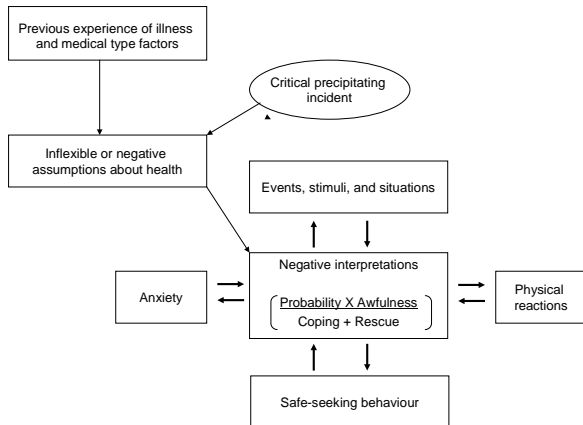 Previous experience of illness
and medical type factors
Critical precipitating
incident
Inflexible or negative
assumptions about health
Events, stimuli, and situations
Negative interpretations
Probability X Awfulness
Coping + Rescue
Anxiety
Physical
reactions
Safe-seeking behaviour